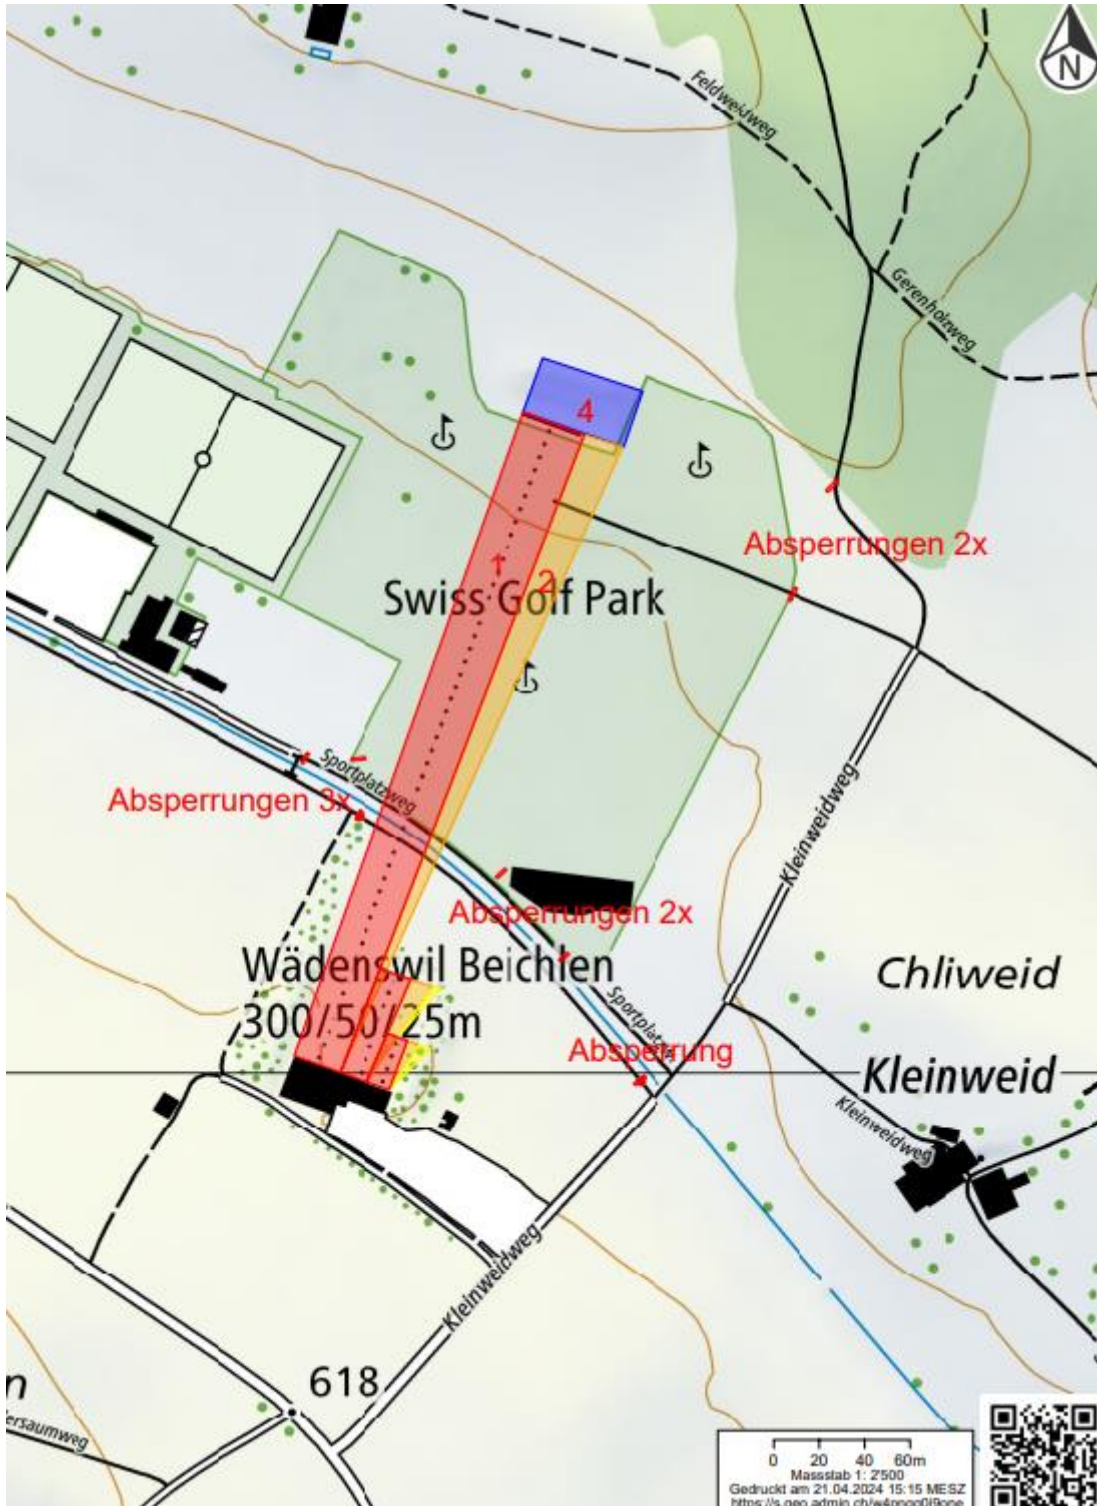 N
Feldweidweg
Gerenholzweg
4
Absperrungen 2x
1
2
Swiss Golf Park
Sportplatzweg
Absperrungen 3x
Kleinweidweg
Absperrungen 2x
Wädenswil Beichlen
300/50/25m
Chliweid
Sportplatz
Absperrung
Kleinweid
Kleinweidweg
Kleinweidweg
618
n
ersaumweg
0 20 40 60m
Massstab 1: 2'500
Gedruckt am 21.04.2024 15:15 MESZ